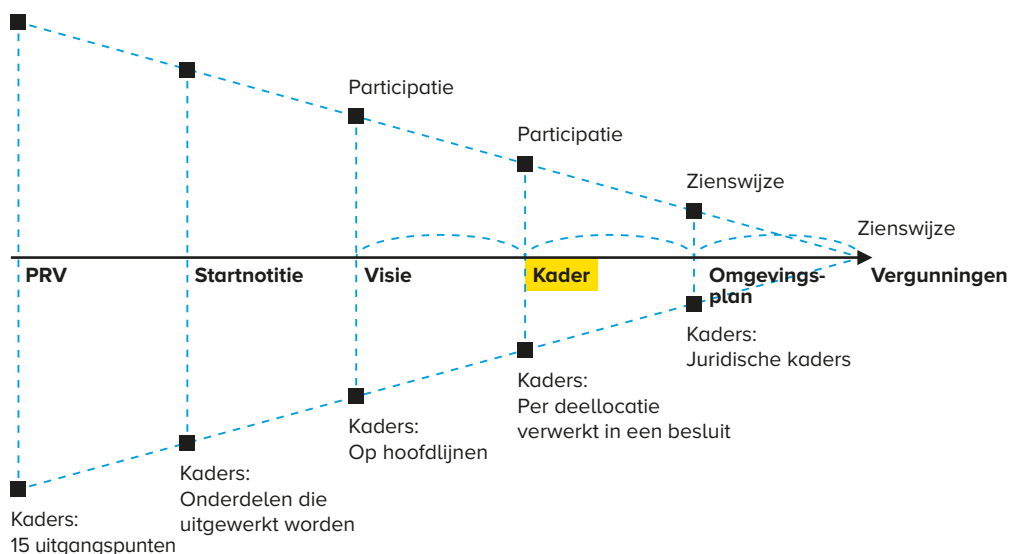 Participatie
Participatie
Zienswijze
Zienswijze
PRV
Startnotitie
Visie
Kader
Omgevings-
plan
Vergunningen
Kaders:
Juridische kaders
Kaders:
Per deellocatie
verwerkt in een besluit
Kaders:
Op hoofdlijnen
Kaders:
Onderdelen die
uitgewerkt worden
Kaders:
15 uitgangspunten